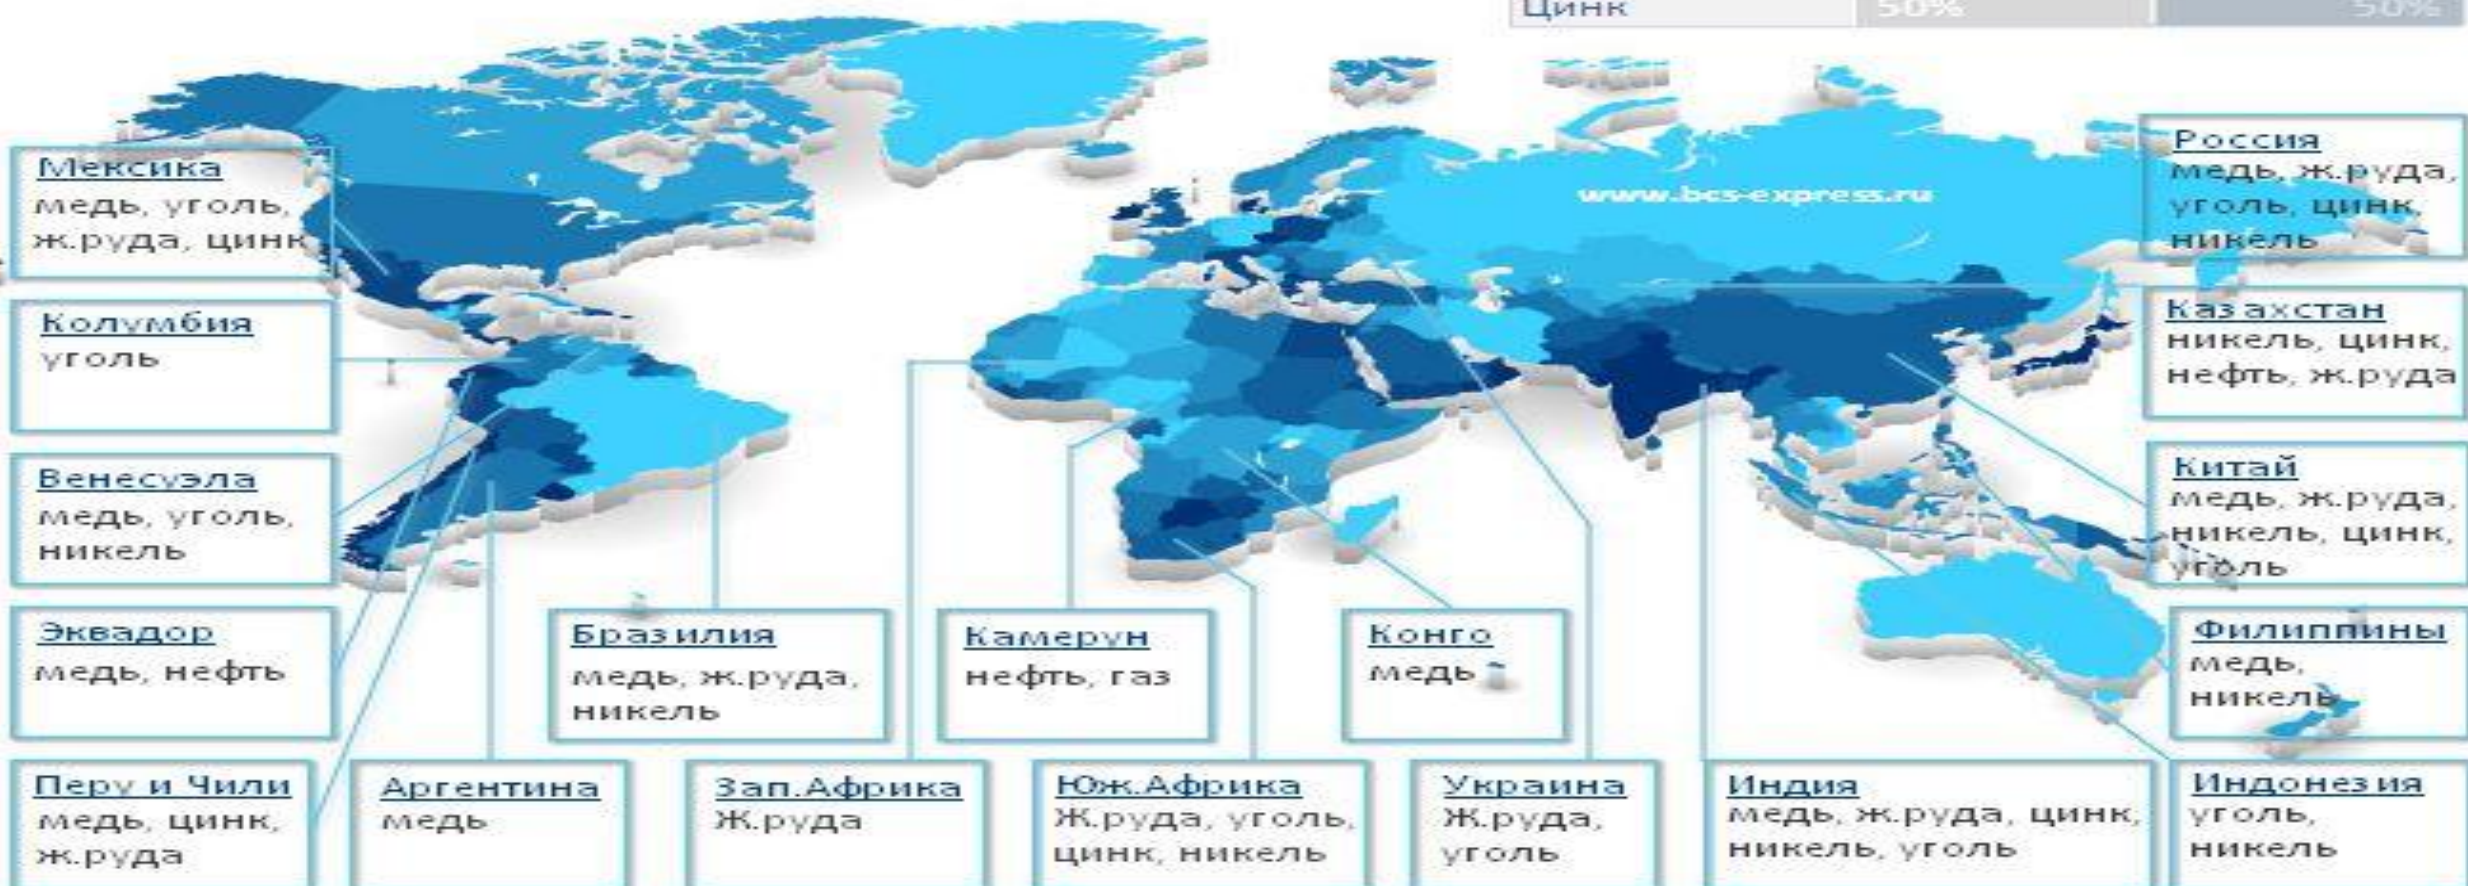 Цинк 50% 50%
www.bcs-express.ru
Мексика
медь, уголь,
ж.руда, цинк
Колумбия
уголь
Венесуэла
медь, уголь,
никель
Эквадор
медь, нефть
Перу и Чили
медь, цинк,
ж.руда
Аргентина
медь
Бразилия
медь, ж.руда,
никель
Зап.Африка
Ж.руда
Камерун
нефть, газ
Юж.Африка
Ж.руда, уголь,
цинк, никель
Конго
медь
Украина
Ж.руда,
уголь
Индия
медь, ж.руда, цинк,
никель, уголь
Россия
медь, ж.руда,
уголь, цинк,
никель
Казахстан
никель, цинк,
нефть, ж.руда
Китай
медь, ж.руда,
никель, цинк,
уголь
Филиппины
медь,
никель
Индонезия
уголь,
никель